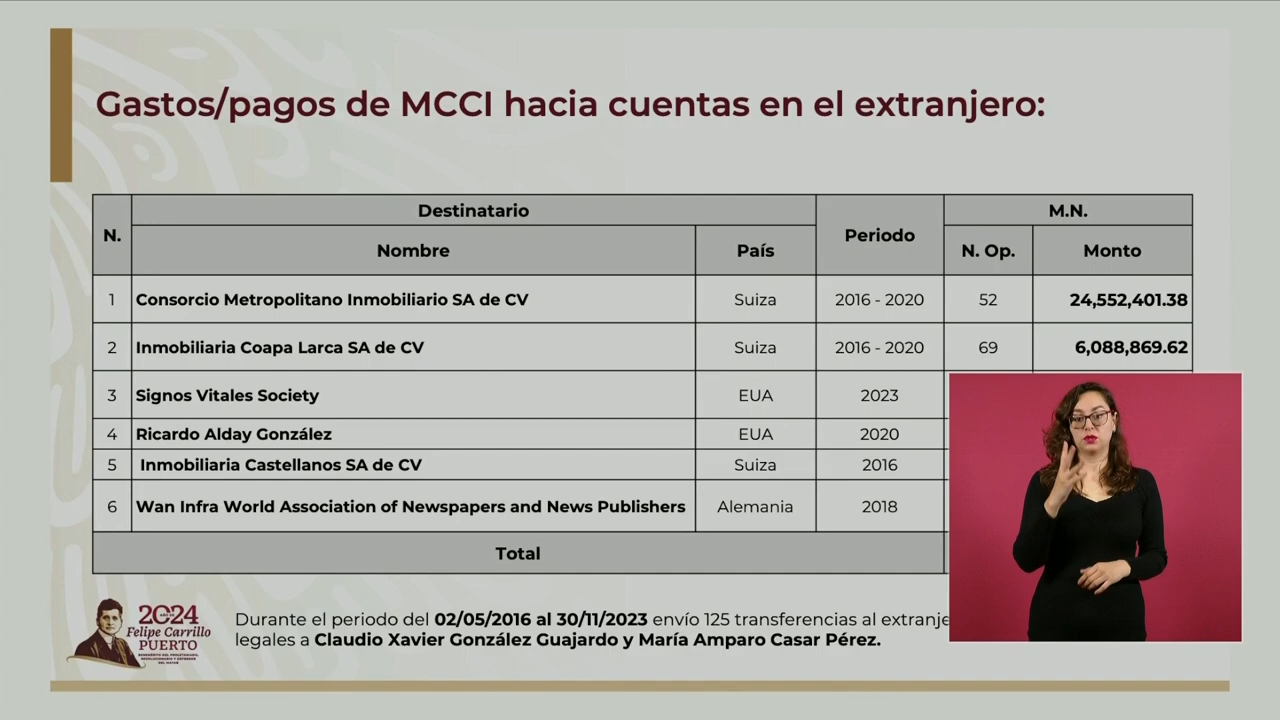 Gastos/pagos de MCCI hacia cuentas en el extranjero:
N. Destinatario Periodo M.N.
Nombre País N. Op. Monto
1 Consorcio Metropolitano Inmobiliario SA de CV Suiza 2016 - 2020 52 24,552,401.38
2 Inmobiliaria Coapa Larca SA de CV Suiza 2016 - 2020 69 6,088,869.62
3 Signos Vitales Society EUA 2023
4 Ricardo Alday González EUA 2020
5 Inmobiliaria Castellanos SA de CV Suiza 2016
6 Wan Infra World Association of Newspapers and News Publishers Alemania 2018
Total
2024
Felipe Carrillo
PUERTO
Durante el periodo del 02/05/2016 al 30/11/2023 envío 125 transferencias al extranje
legales a Claudio Xavier González Guajardo y María Amparo Casar Pérez.